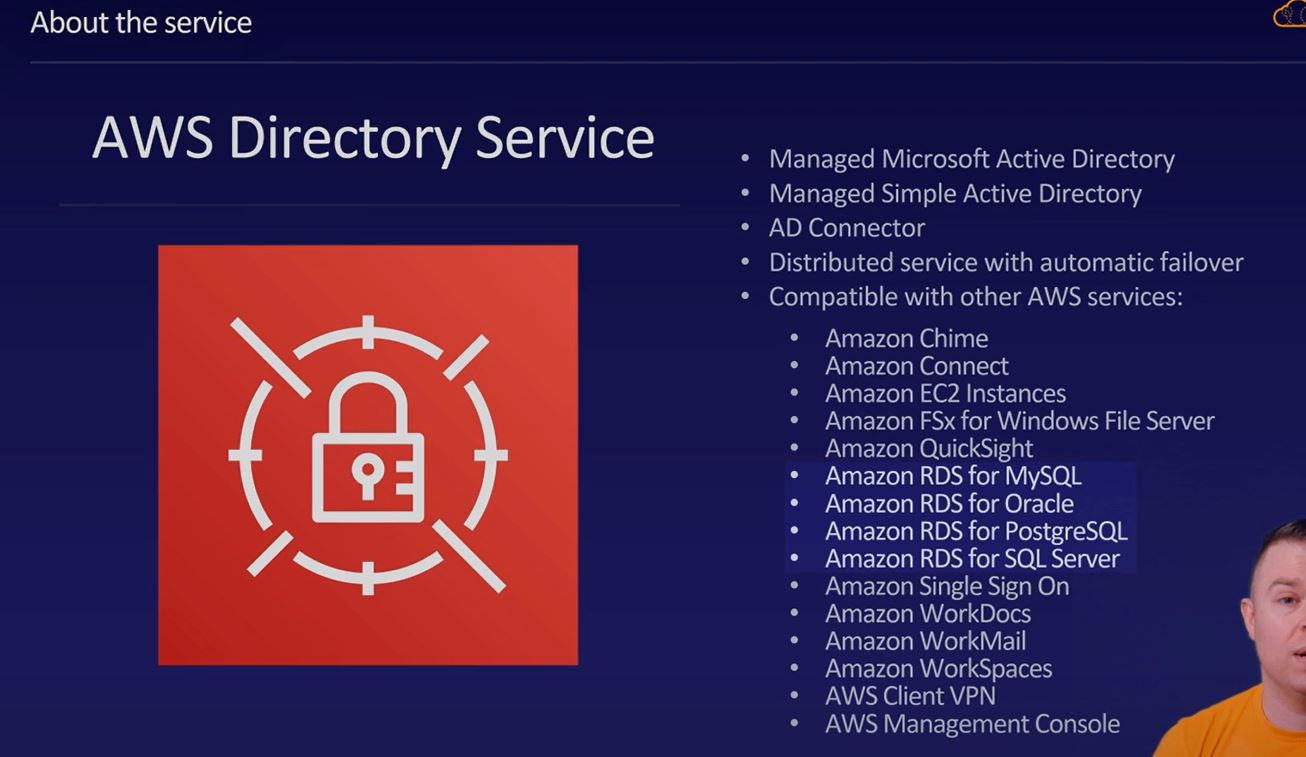 About the service
AWS Directory Service
• Managed Microsoft Active Directory
• Managed Simple Active Directory
• AD Connector
• Distributed service with automatic failover
• Compatible with other AWS services:
• Amazon Chime
• Amazon Connect
• Amazon EC2 Instances
• Amazon FSx for Windows File Server
• Amazon QuickSight
• Amazon RDS for MySQL
• Amazon RDS for Oracle
• Amazon RDS for PostgreSQL
• Amazon RDS for SQL Server
• Amazon Single Sign On
• Amazon WorkDocs
• Amazon WorkMail
• Amazon WorkSpaces
• AWS Client VPN
• AWS Management Console